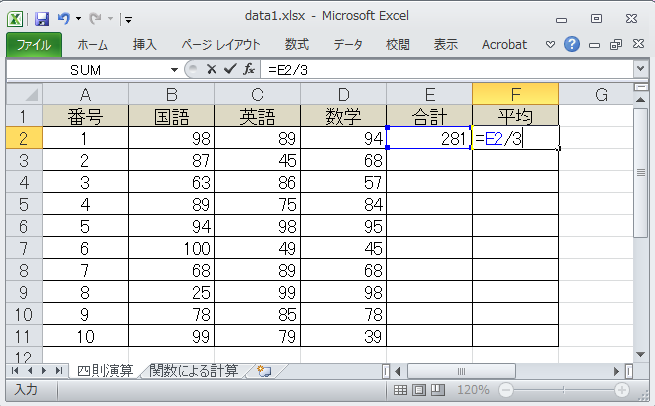 data1.xlsx - Microsoft Excel
ファイル ホーム 挿入 ページ レイアウト 数式 データ 校閲 表示 Acrobat
SUM fx =E2/3
A B C D E F G
1 番号 国語 英語 数学 合計 平均
2 1 98 89 94 281 =E2/3
3 2 87 45 68
4 3 63 86 57
5 4 89 75 84
6 5 94 98 95
7 6 100 49 45
8 7 68 89 68
9 8 25 99 98
10 9 78 85 78
11 10 99 79 39
12
四則演算 関数による計算
入力 120%